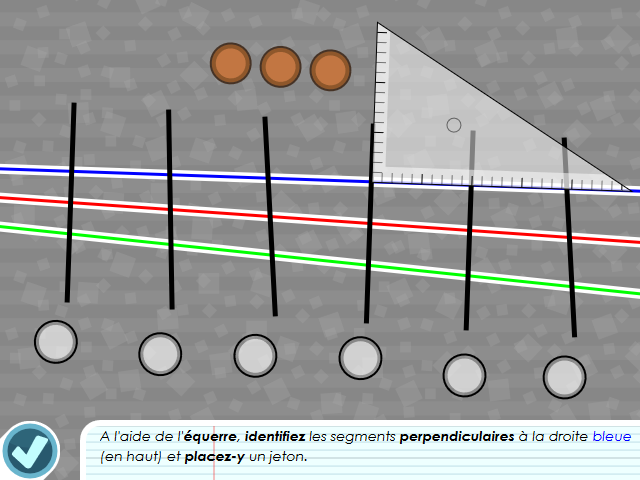 A l'aide de l'équerre, identifiez les segments perpendiculaires à la droite bleue
(en haut) et placez-y un jeton.